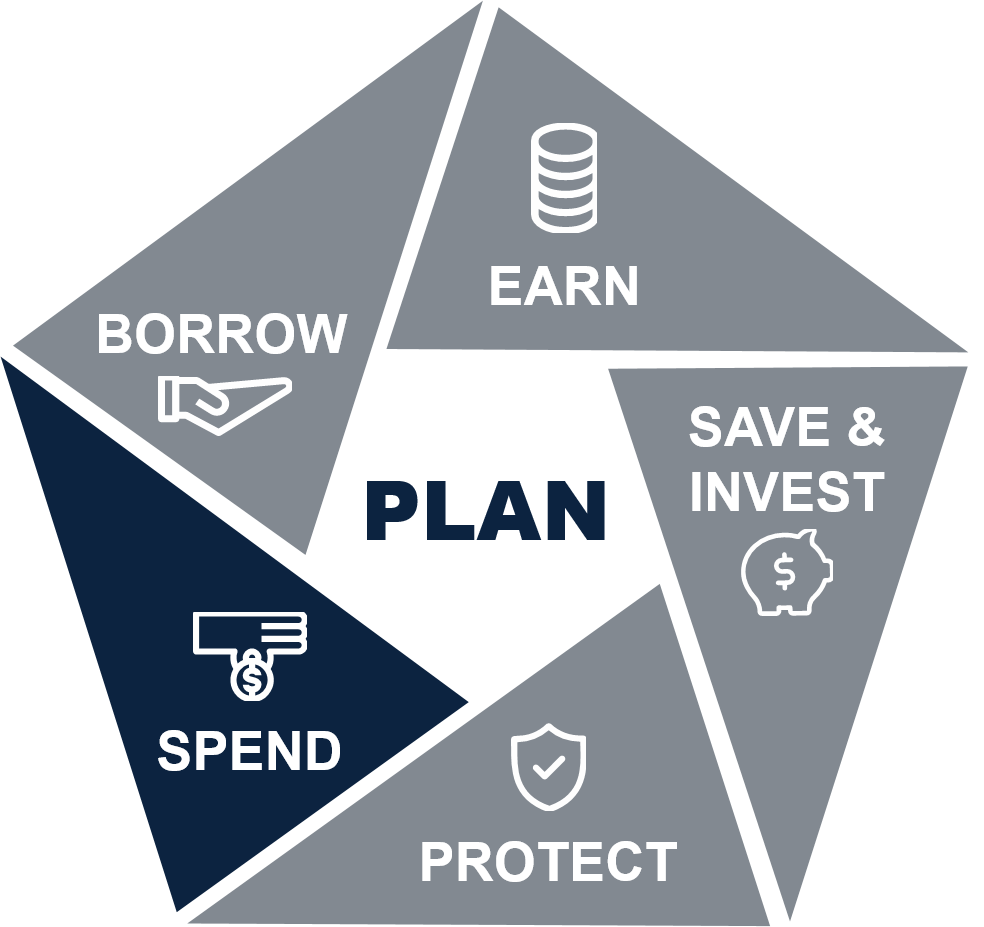 EARN
BORROW
SAVE &
INVEST
PLAN
$
$
SPEND
PROTECT